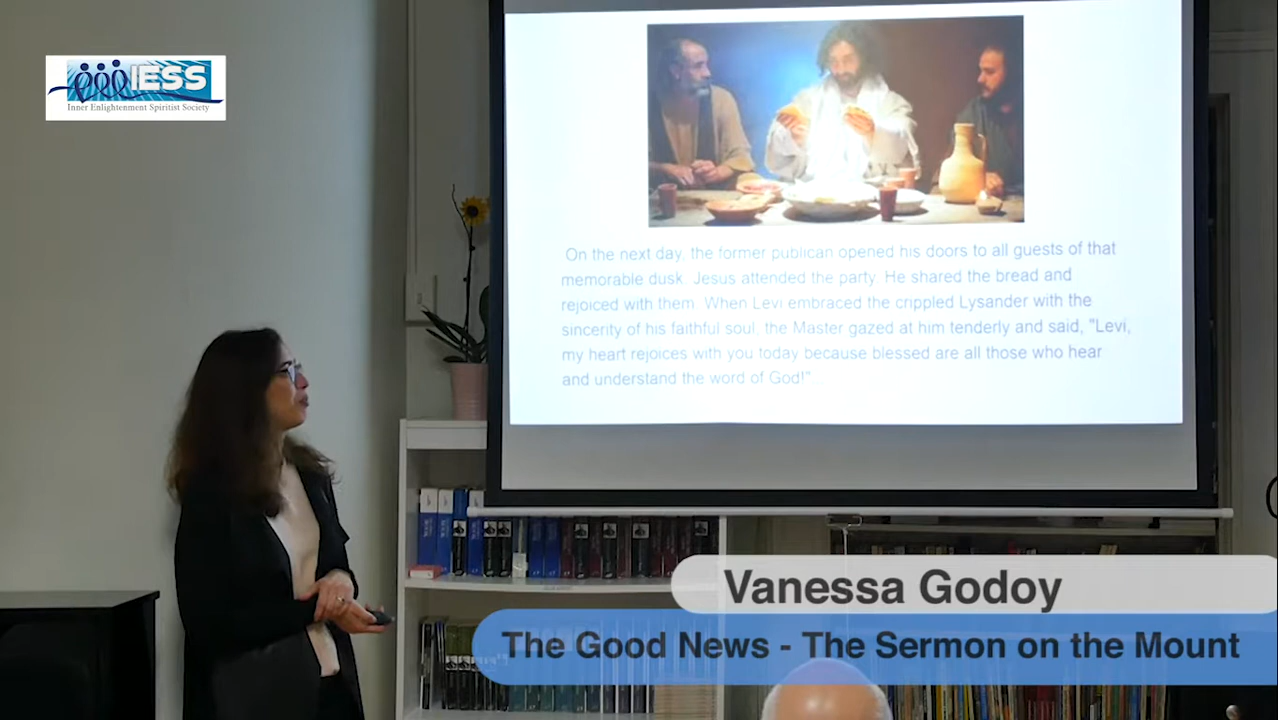 IESS
Inner Enlightenment Spiritist Society
On the next day, the former publican opened his doors to all guests of that
memorable dusk. Jesus attended the party. He shared the bread and
rejoiced with them. When Levi embraced the crippled Lysander with the
sincerity of his faithful soul, the Master gazed at him tenderly and said, "Levi,
my heart rejoices with you today because blessed are all those who hear
and understand the word of God!"...
Vanessa Godoy
The Good News - The Sermon on the Mount